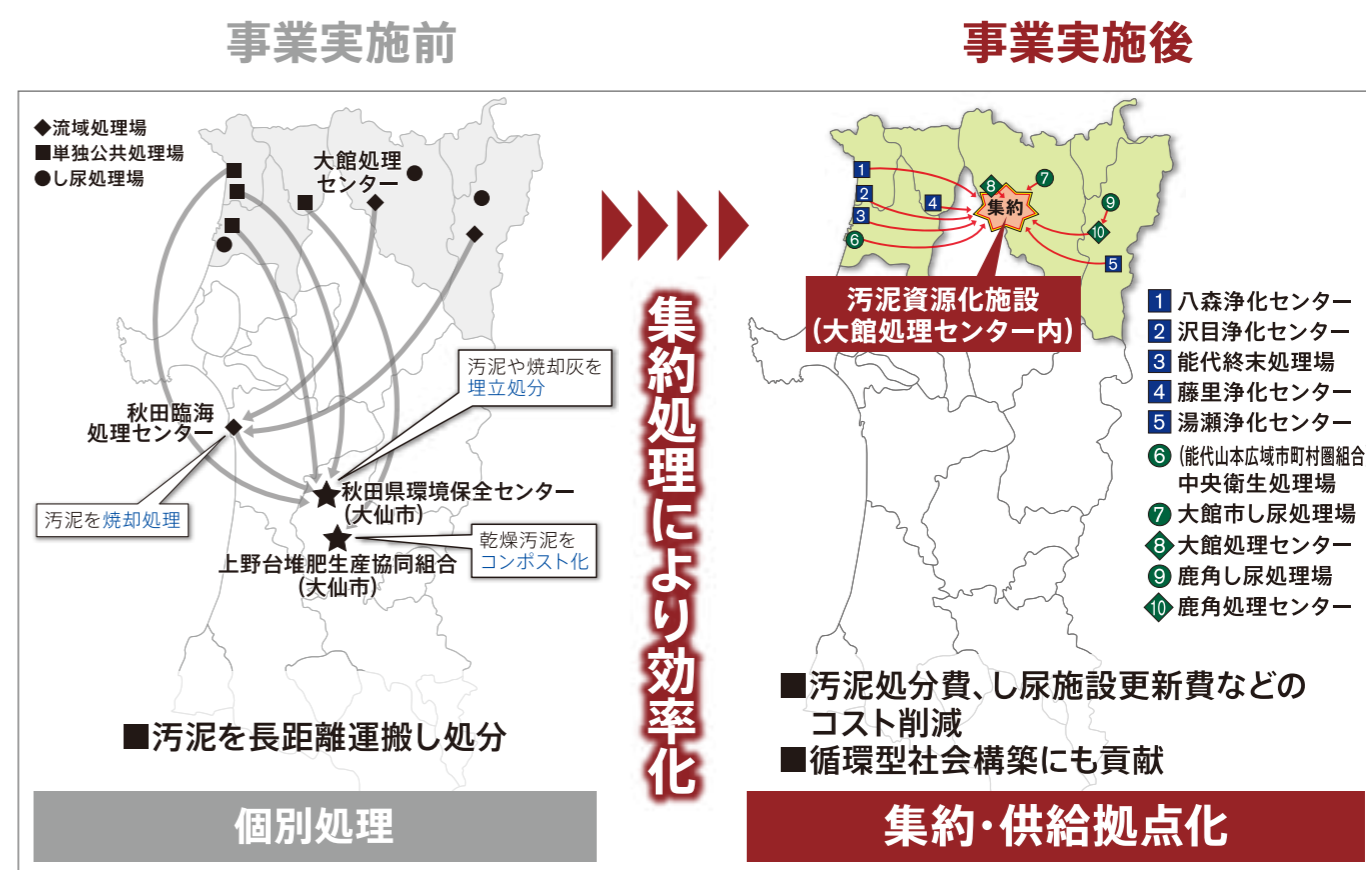 事業実施前
◆流域処理場
■単独公共処理場
●し尿処理場
大館処理
センター
秋田臨海
処理センター
汚泥を焼却処理
汚泥や焼却灰を
埋立処分
秋田県環境保全センター
(大仙市)
乾燥汚泥を
コンポスト化
上野台堆肥生産協同組合
(大仙市)
■汚泥を長距離運搬し処分
個別処理
集約処理により効率化
事業実施後
1
2
3
4
5
6
7
8
9
10
集約
汚泥資源化施設
(大館処理センター内)
1 八森浄化センター
2 沢目浄化センター
3 能代終末処理場
4 藤里浄化センター
5 湯瀬浄化センター
6 (能代山本広域市町村圏組合
中央衛生処理場
7 大館市し尿処理場
8 大館処理センター
9 鹿角し尿処理場
10 鹿角処理センター
■汚泥処分費、し尿施設更新費などの
コスト削減
■循環型社会構築にも貢献
集約・供給拠点化